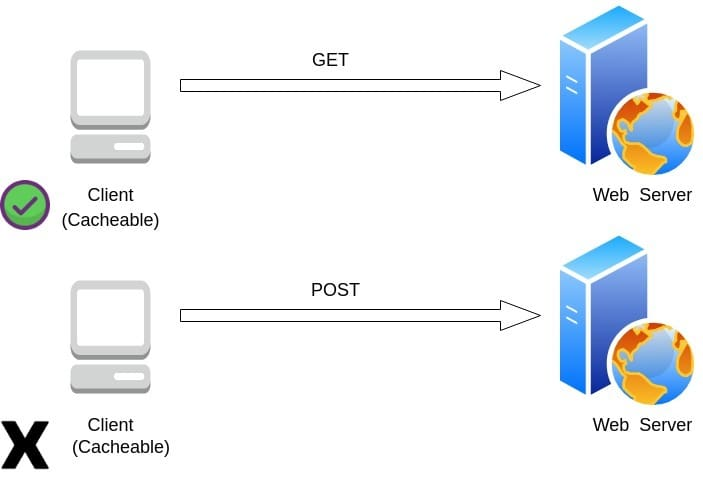 GET
Client
(Cacheable)
Web Server
POST
Client
(Cacheable)
Web Server